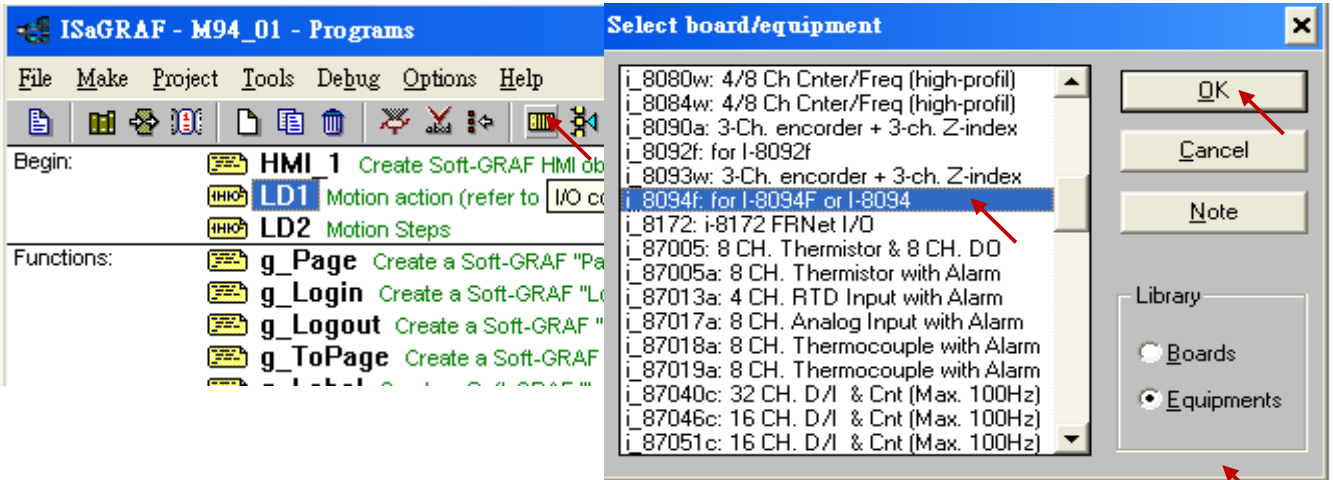 ISaGRAF - M94_01 - Programs
File Make Project Tools Debug Options Help
Begin:
HMI_1 Create Soft-GRAF HMI ob
LD1 Motion action (refer to I/O co
LD2 Motion Steps
Functions:
g_Page Create a Soft-GRAF "Pa
g_Login Create a Soft-GRAF "Lo
g_Logout Create a Soft-GRAF "
g_ToPage Create a Soft-GRAF
Select board/equipment
i_8080w: 4/8 Ch Cnter/Freq (high-profil)
i_8084w: 4/8 Ch Cnter/Freq (high-profil)
i_8090a: 3-Ch. encorder + 3-ch. Z-index
i_8092f: for I-8092f
i_8093w: 3-Ch. encorder + 3-ch. Z-index
i_8094f: for I-8094F or I-8094
i_8172: i-8172 FRNet I/O
i_87005: 8 CH. Thermistor & 8 CH. DO
i_87005a: 8 CH. Thermistor with Alarm
i_87013a: 4 CH. RTD Input with Alarm
i_87017a: 8 CH. Analog Input with Alarm
i_87018a: 8 CH. Thermocouple with Alarm
i_87019a: 8 CH. Thermocouple with Alarm
i_87040c: 32 CH. D/I & Cnt (Max. 100Hz)
i_87046c: 16 CH. D/I & Cnt (Max. 100Hz)
i_87051c: 16 CH. D/I & Cnt (Max. 100Hz)
OK
Cancel
Note
Library
Boards
Equipments